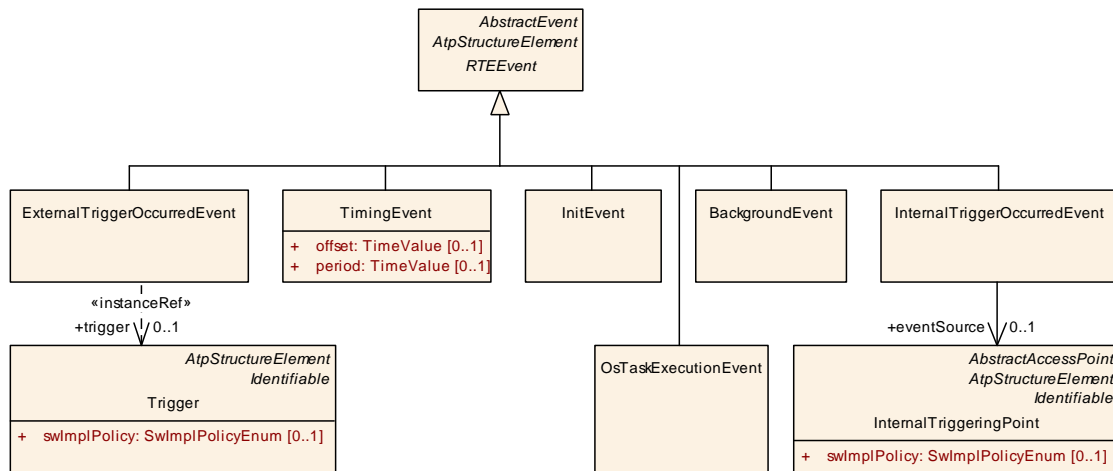 AbstractEvent
AtpStructureElement
RTEEvent
ExternalTriggerOccurredEvent
TimingEvent
+ offset: TimeValue [0..1]
+ period: TimeValue [0..1]
InitEvent
BackgroundEvent
InternalTriggerOccurredEvent
«instanceRef»
+trigger 0..1
+eventSource 0..1
AtpStructureElement
Identifiable
Trigger
+ swImplPolicy: SwImplPolicyEnum [0..1]
OsTaskExecutionEvent
AbstractAccessPoint
AtpStructureElement
Identifiable
InternalTriggeringPoint
+ swImplPolicy: SwImplPolicyEnum [0..1]